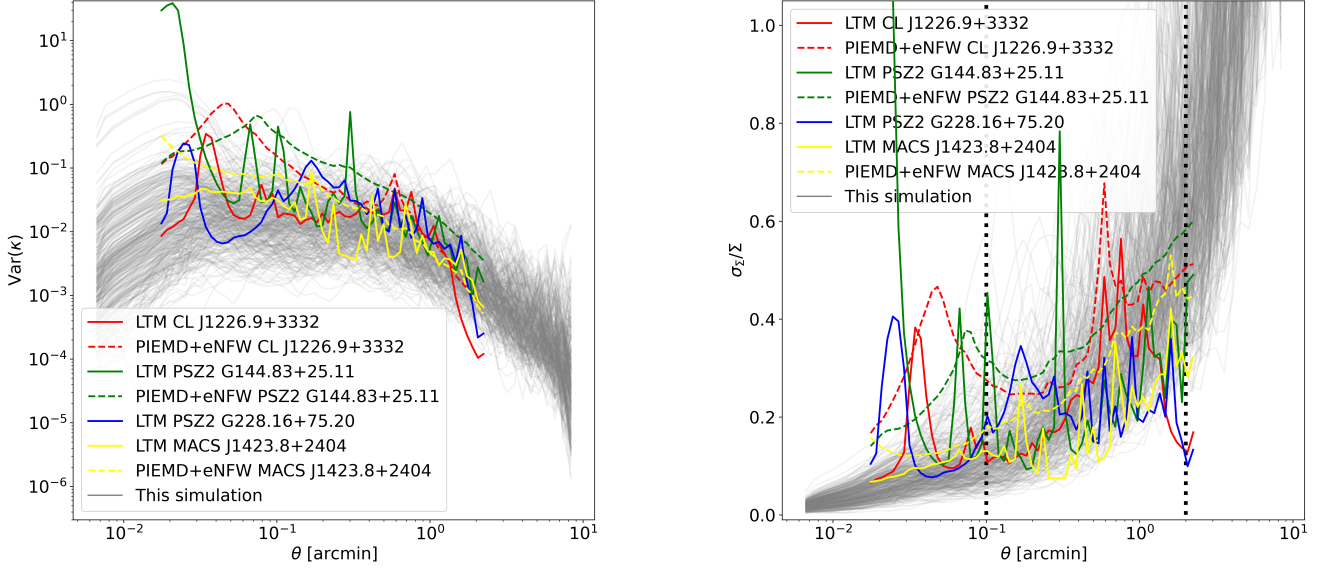 10¹
10⁰
10⁻¹
10⁻²
10⁻³
10⁻⁴
10⁻⁵
10⁻⁶
Var(κ)
LTM CL J1226.9+3332
PIEMD+eNFW CL J1226.9+3332
LTM PSZ2 G144.83+25.11
PIEMD+eNFW PSZ2 G144.83+25.11
LTM PSZ2 G228.16+75.20
LTM MACS J1423.8+2404
PIEMD+eNFW MACS J1423.8+2404
This simulation
10⁻² 10⁻¹ 10⁰ 10¹
θ [arcmin]
1.0
0.8
0.6
0.4
0.2
0.0
σ_Σ/Σ
LTM CL J1226.9+3332
PIEMD+eNFW CL J1226.9+3332
LTM PSZ2 G144.83+25.11
PIEMD+eNFW PSZ2 G144.83+25.11
LTM PSZ2 G228.16+75.20
LTM MACS J1423.8+2404
PIEMD+eNFW MACS J1423.8+2404
This simulation
10⁻² 10⁻¹ 10⁰ 10¹
θ [arcmin]